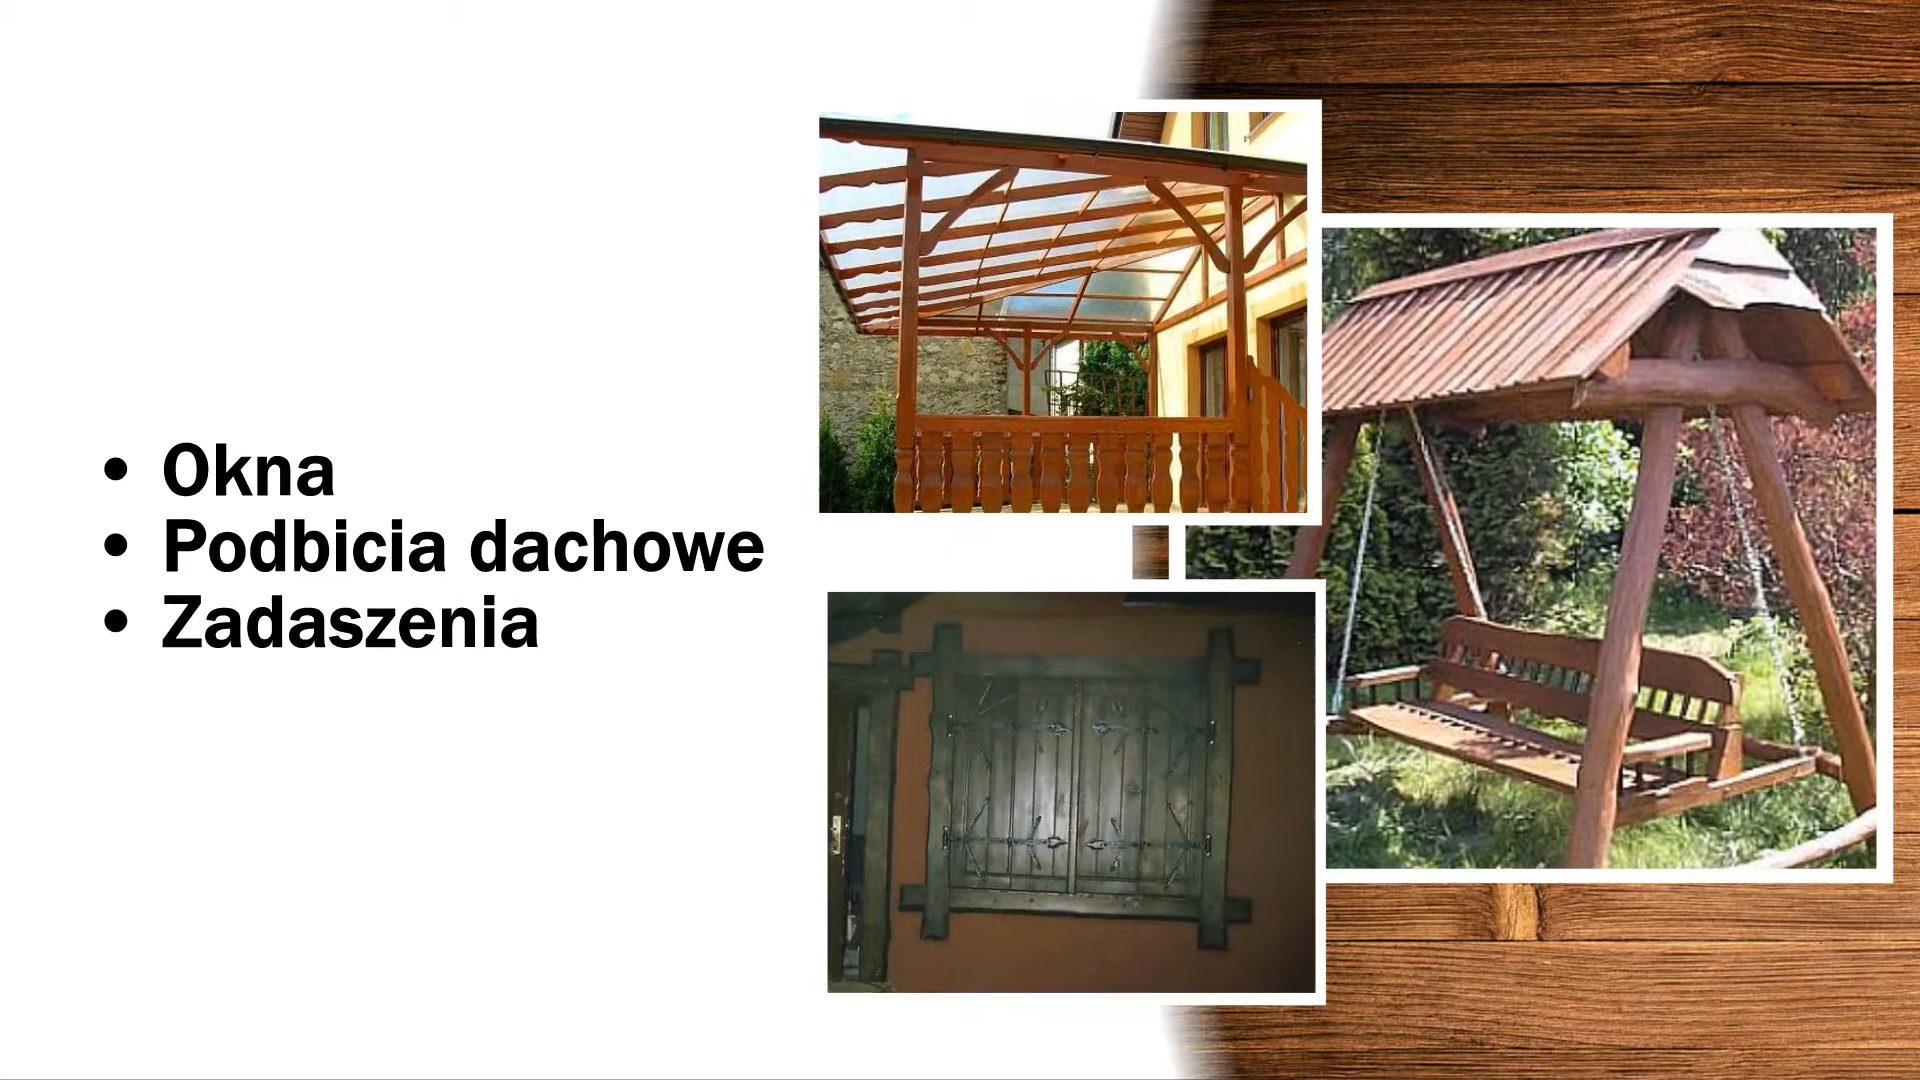 • Okna
• Podbicia dachowe
• Zadaszenia